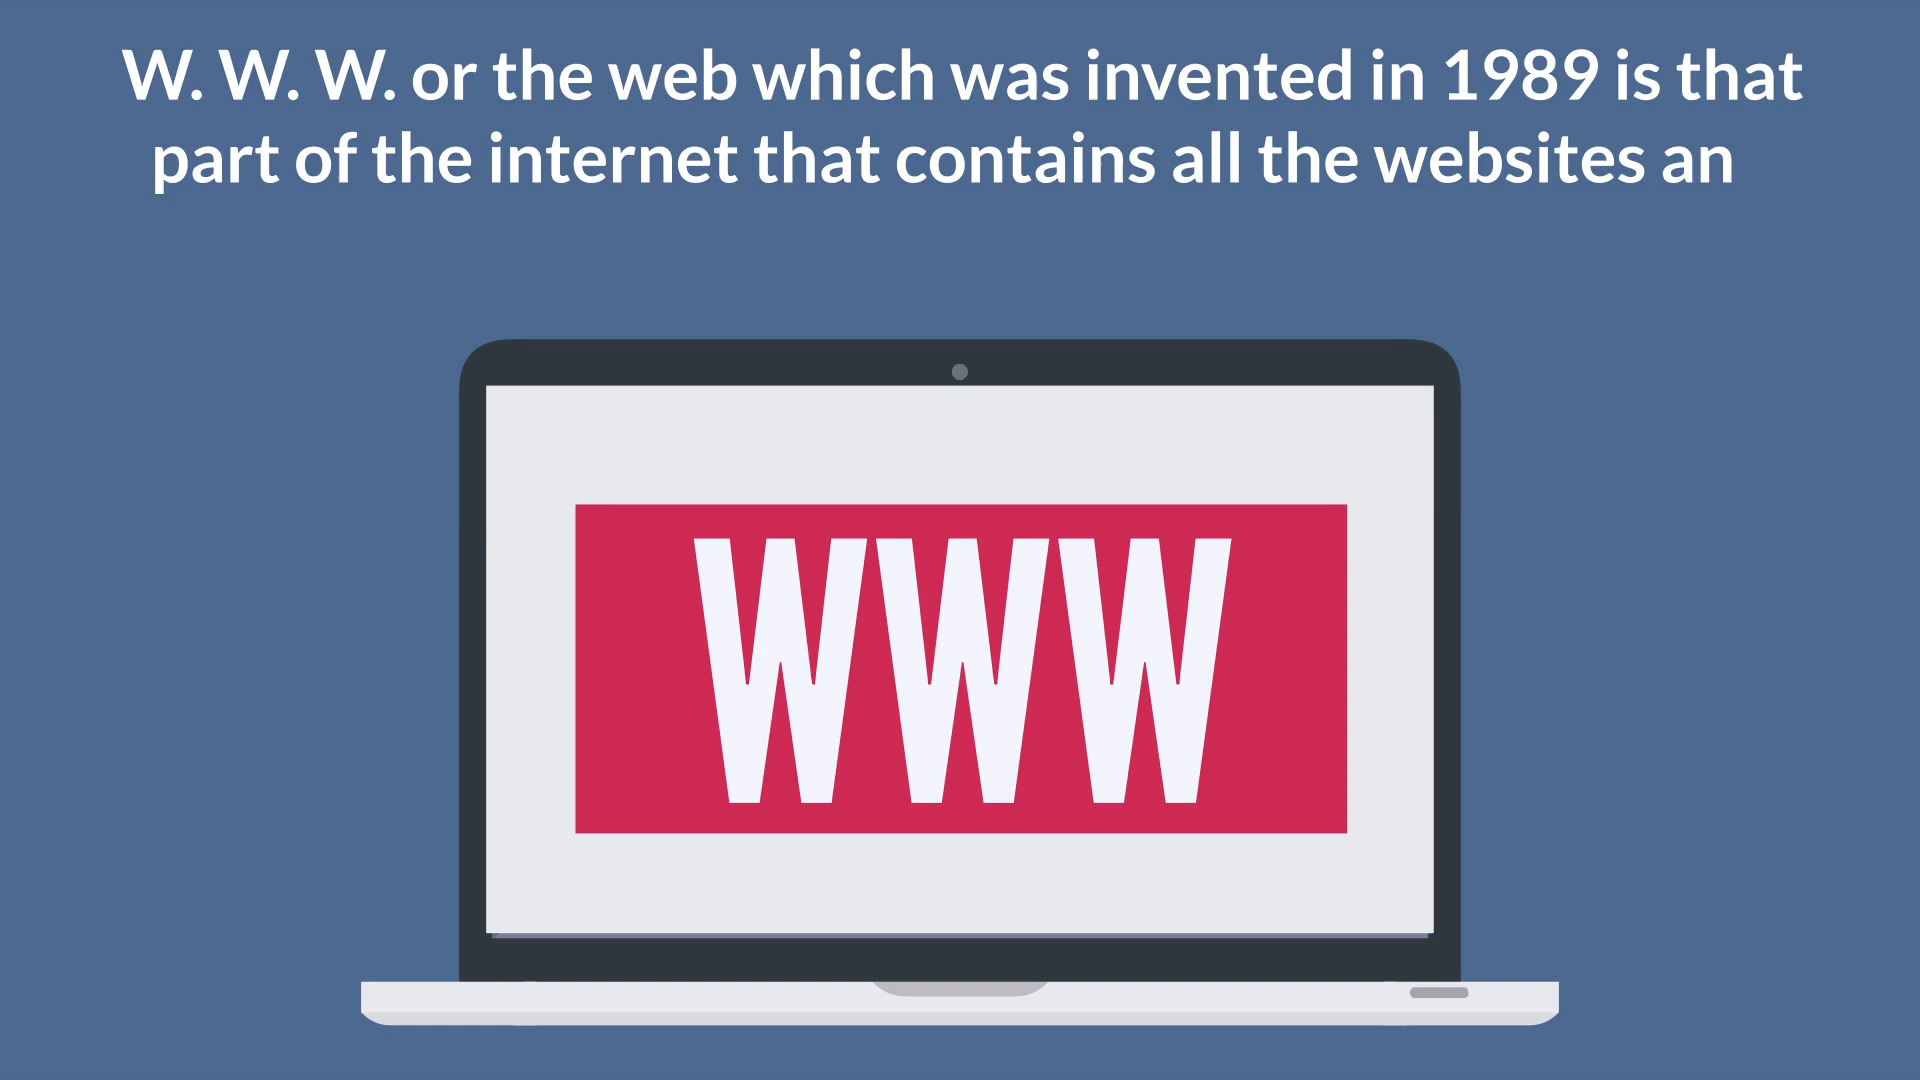 W. W. W. or the web which was invented in 1989 is that
part of the internet that contains all the websites an
WWW